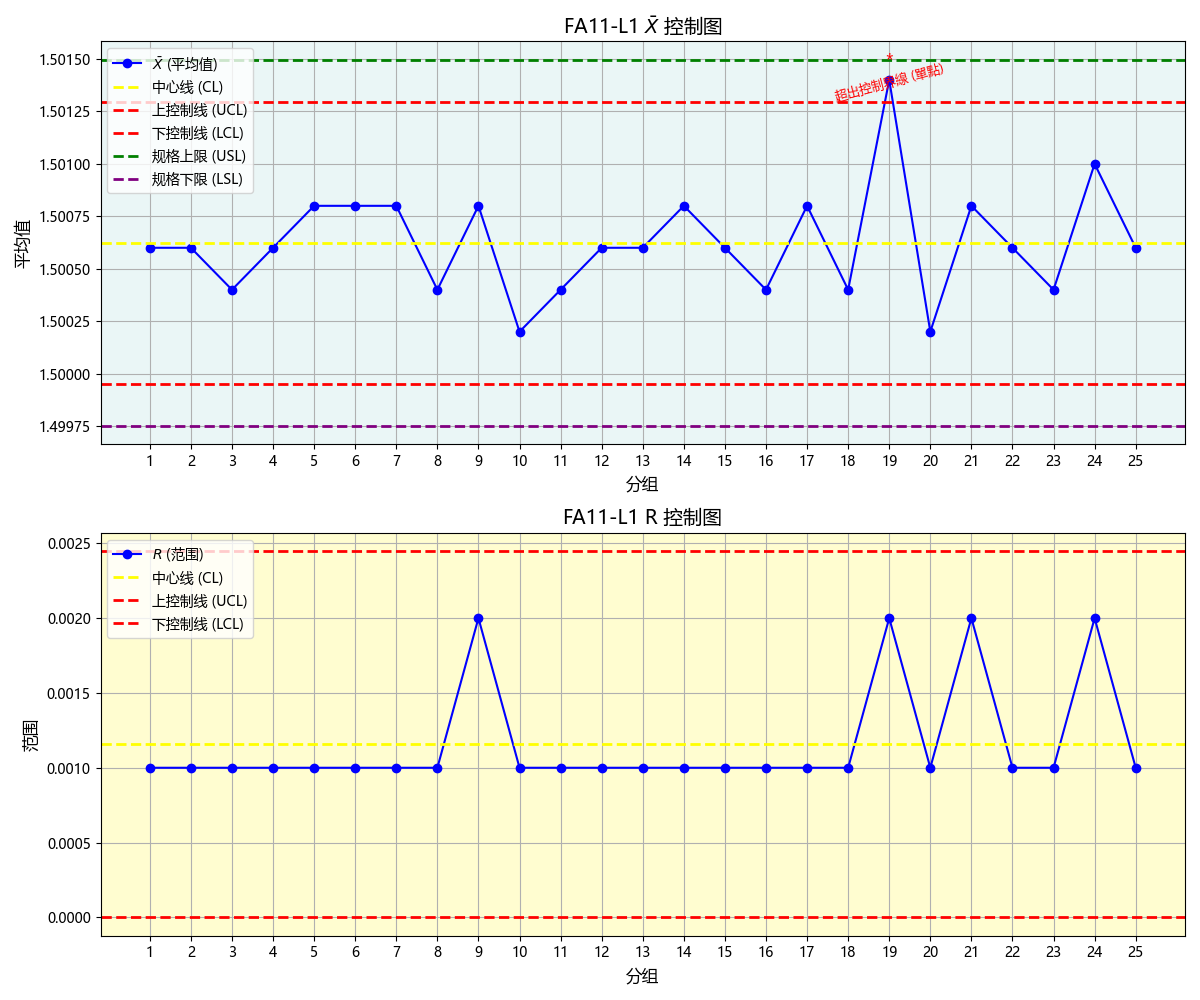 FA11-L1 X̄ 控制图
1.50150
1.50125
1.50100
1.50075
1.50050
1.50025
1.50000
1.49975
平均值
X̄ (平均值)
中心线 (CL)
上控制线 (UCL)
下控制线 (LCL)
规格上限 (USL)
规格下限 (LSL)
*
超出控制界線 (單點)
1 2 3 4 5 6 7 8 9 10 11 12 13 14 15 16 17 18 19 20 21 22 23 24 25
分组
FA11-L1 R 控制图
0.0025
0.0020
0.0015
0.0010
0.0005
0.0000
范围
R (范围)
中心线 (CL)
上控制线 (UCL)
下控制线 (LCL)
1 2 3 4 5 6 7 8 9 10 11 12 13 14 15 16 17 18 19 20 21 22 23 24 25
分组